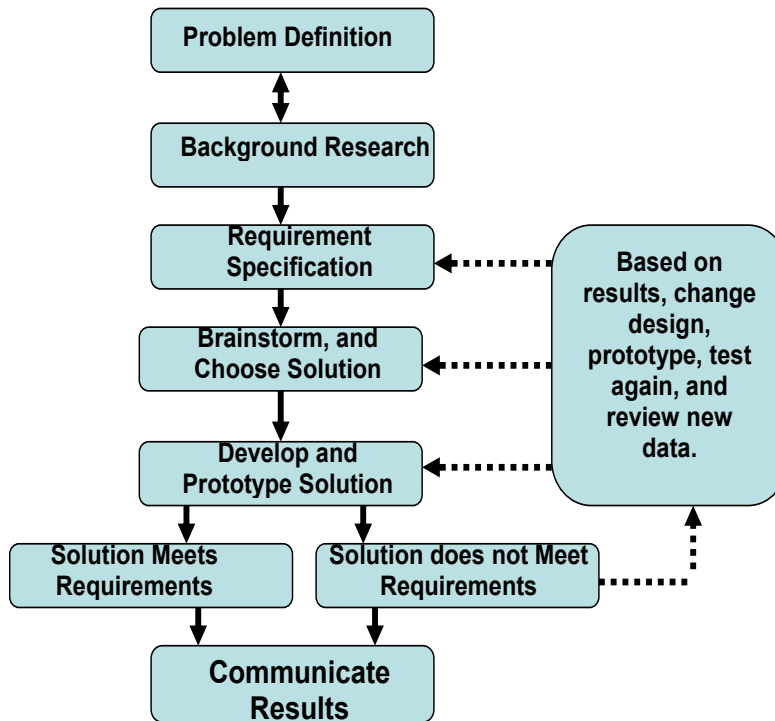 Problem Definition
Background Research
Requirement
Specification
Brainstorm, and
Choose Solution
Develop and
Prototype Solution
Solution Meets
Requirements
Solution does not Meet
Requirements
Communicate
Results
Based on
results, change
design,
prototype, test
again, and
review new
data.